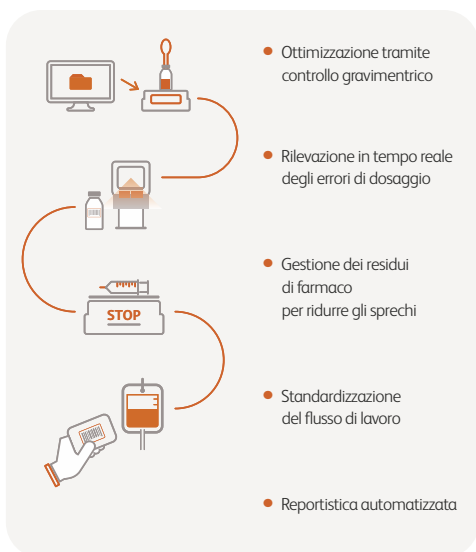 Ottimizzazione tramite
controllo gravimetrico
Rilevazione in tempo reale
degli errori di dosaggio
Gestione dei residui
di farmaco
per ridurre gli sprechi
STOP
Standardizzazione
del flusso di lavoro
Reportistica automatizzata